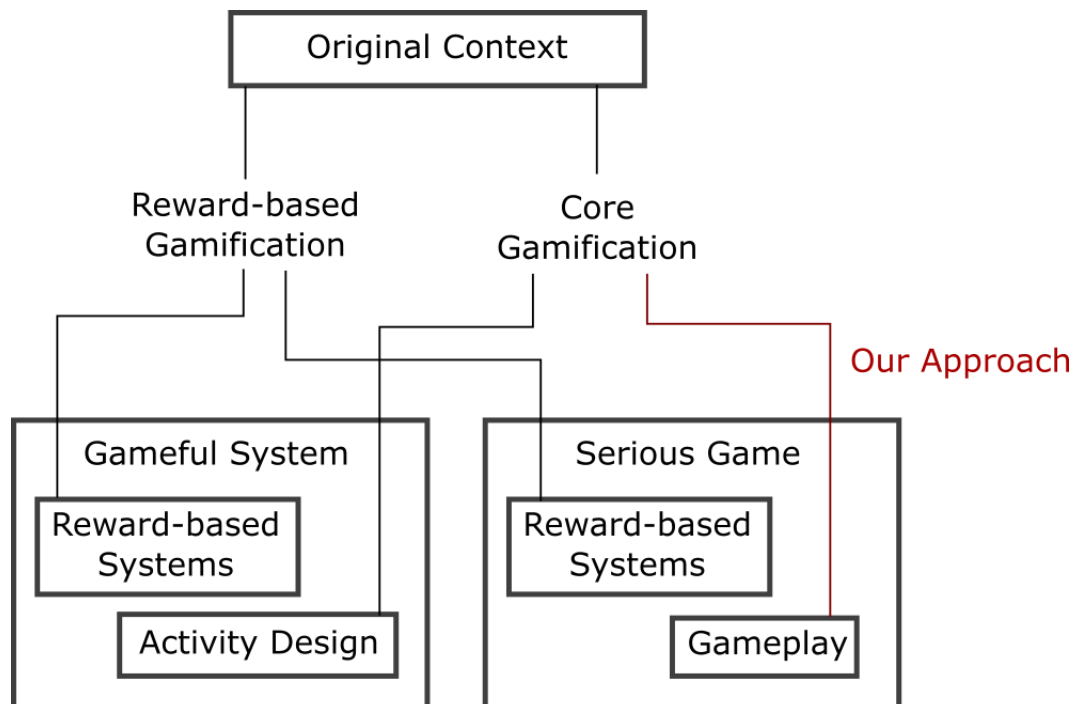 Original Context
Reward-based
Gamification
Core
Gamification
Our Approach
Gameful System
Reward-based
Systems
Activity Design
Serious Game
Reward-based
Systems
Gameplay